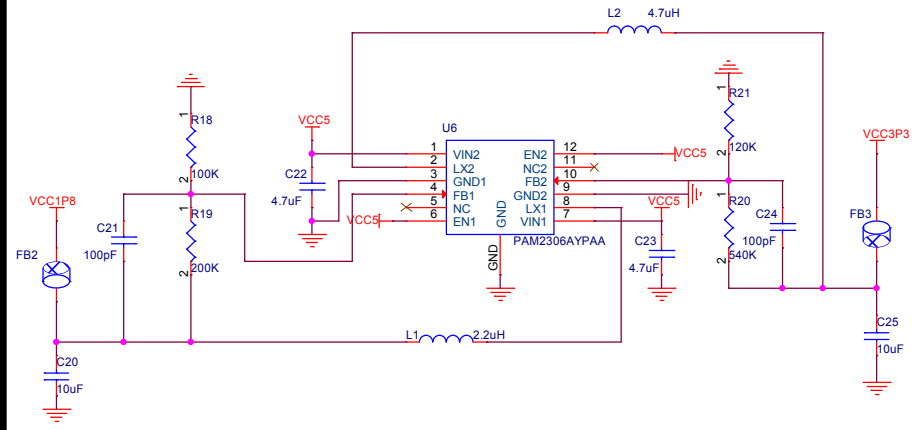 L2 4.7uH
1
R18
2
100K
VCC5
U6
1
R21
2
120K
VCC3P3
1 VIN2
2 LX2
3 GND1
4 FB1
5 NC
6 EN1
EN2 12
NC2 11
FB2 10
GND2 9
LX1 8
VIN1 7
GND
GND
PAM2306AYPAA
VCC5
VCC5
VCC5
C22
4.7uF
VCC1P8
FB2
C21
100pF
1
R19
2
200K
C23
4.7uF
1
R20
2
540K
C24
100pF
FB3
L1 2.2uH
C20
10uF
C25
10uF